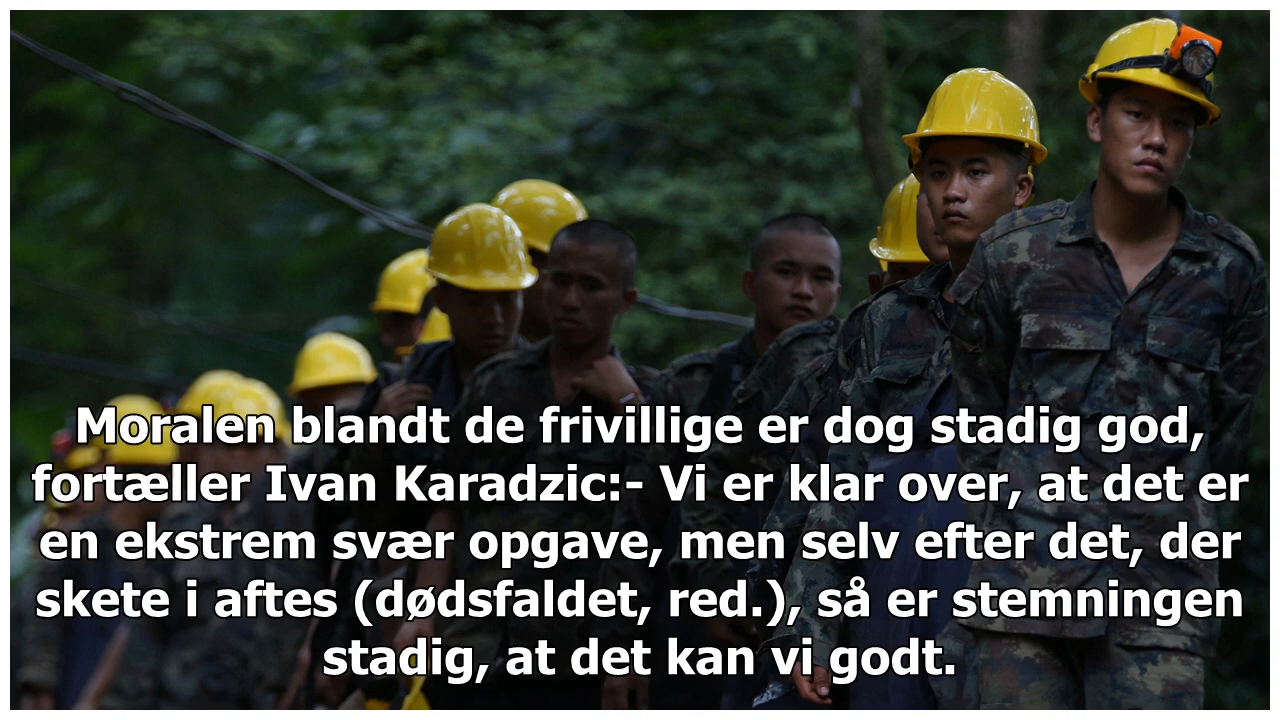 Moralen blandt de frivillige er dog stadig god,
fortæller Ivan Karadzic:- Vi er klar over, at det er
en ekstrem svær opgave, men selv efter det, der
skete i aftes (dødsfaldet, red.), så er stemningen
stadig, at det kan vi godt.